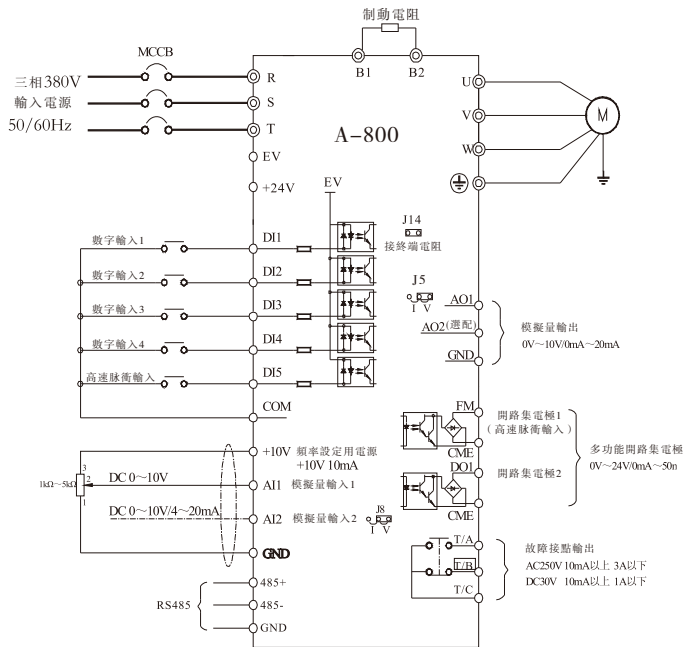 制動電阻
B1
B2
MCCB
三相380V
輸入電源
50/60Hz
R
S
T
A-800
U
V
W
M
EV
+24V
EV
J14
接終端電阻
數字輸入1
DI1
數字輸入2
DI2
數字輸入3
DI3
數字輸入4
DI4
高速脉衝輸入
DI5
COM
J5
I V
AO1
AO2(選配)
GND
模擬量輸出
0V～10V/0mA～20mA
FM
CME
DO1
CME
開路集電極1
(高速脉衝輸入)
開路集電極2
多功能開路集電極
0V～24V/0mA～50n
+10V 頻率設定用電源
+10V 10mA
1kΩ～5kΩ
3
2
1
DC 0～10V
AI1 模擬量輸入1
DC 0～10V/4～20mA
AI2 模擬量輸入2
J8
I V
GND
T/A
T/B
T/C
故障接點輸出
AC250V 10mA以上 3A以下
DC30V 10mA以上 1A以下
RS485
485+
485-
GND